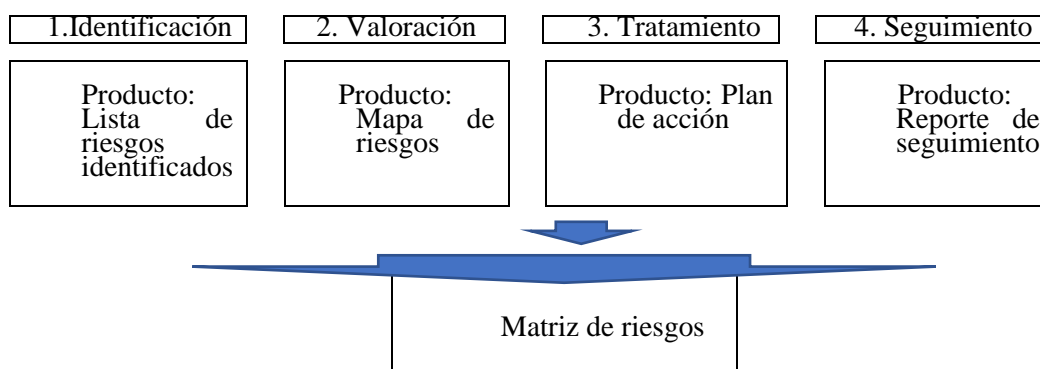 1.Identificación
2. Valoración
3. Tratamiento
4. Seguimiento
Producto:
Lista de
riesgos
identificados
Producto:
Mapa de
riesgos
Producto: Plan
de acción
Producto:
Reporte de
seguimiento
Matriz de riesgos